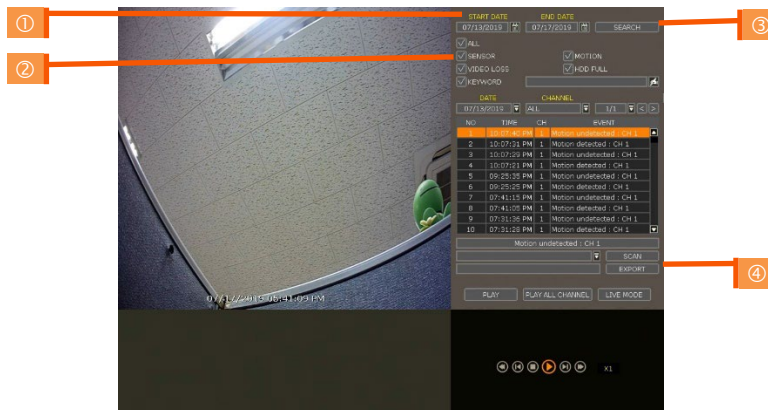 ①
②
③
④
START DATE END DATE
07/13/2019 07/17/2019 SEARCH
ALL
SENSOR MOTION
VIDEO LOSS HDD FULL
KEYWORD
DATE CHANNEL
07/13/2019 ALL 1/1 < >
NO TIME CH EVENT
1 10:07:40 PM 1 Motion undetected : CH 1
2 10:07:31 PM 1 Motion detected : CH 1
3 10:07:29 PM 1 Motion undetected : CH 1
4 10:07:21 PM 1 Motion detected : CH 1
5 09:25:35 PM 1 Motion undetected : CH 1
6 09:25:25 PM 1 Motion detected : CH 1
7 07:41:15 PM 1 Motion undetected : CH 1
8 07:41:05 PM 1 Motion detected : CH 1
9 07:31:36 PM 1 Motion undetected : CH 1
10 07:31:28 PM 1 Motion detected : CH 1
Motion undetected : CH 1
SCAN
EXPORT
PLAY PLAY ALL CHANNEL LIVE MODE
07/17/2019 05:41:09 PM
X1